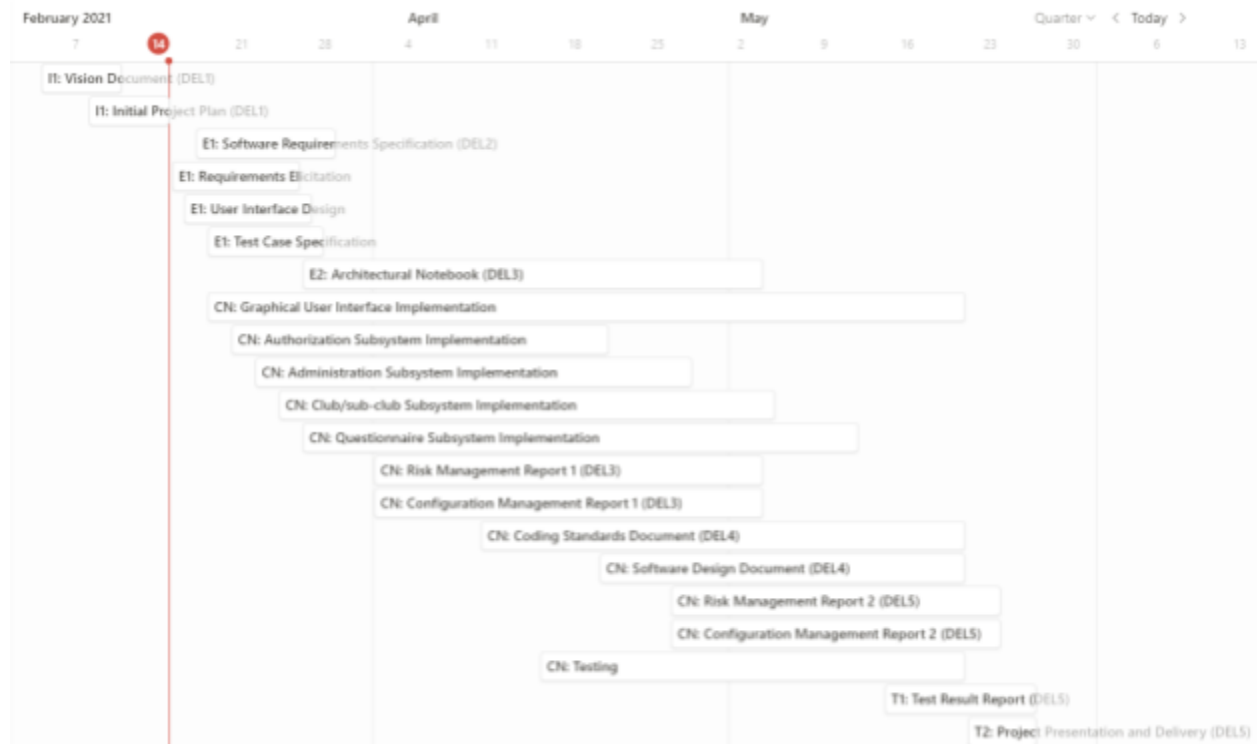 February 2021 April May Quarter Today
7 14 21 28 4 11 18 25 2 9 16 23 30 6 13
I1: Vision Document (DEL1)
I1: Initial Project Plan (DEL1)
E1: Software Requirements Specification (DEL2)
E1: Requirements Elicitation
E1: User Interface Design
E1: Test Case Specification
E2: Architectural Notebook (DEL3)
CN: Graphical User Interface Implementation
CN: Authorization Subsystem Implementation
CN: Administration Subsystem Implementation
CN: Club/sub-club Subsystem Implementation
CN: Questionnaire Subsystem Implementation
CN: Risk Management Report 1 (DEL3)
CN: Configuration Management Report 1 (DEL3)
CN: Coding Standards Document (DEL4)
CN: Software Design Document (DEL4)
CN: Risk Management Report 2 (DEL5)
CN: Configuration Management Report 2 (DEL5)
CN: Testing
T1: Test Result Report (DEL5)
T2: Project Presentation and Delivery (DEL5)